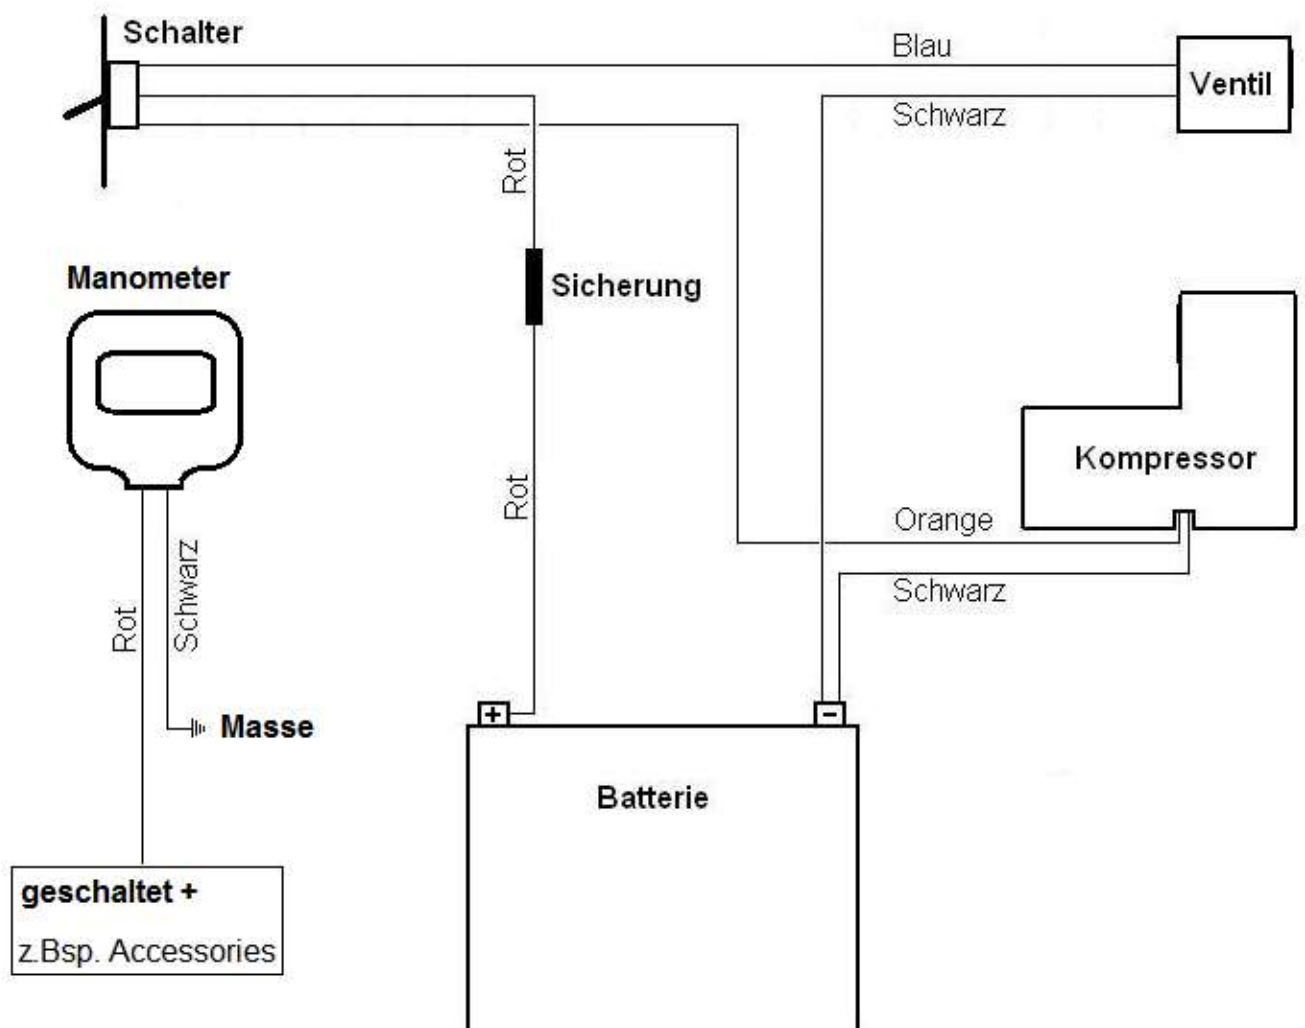 Schalter
Blau
Ventil
Schwarz
Rot
Manometer
Sicherung
Kompressor
Rot
Orange
Schwarz
Rot
Schwarz
Masse
+
-
Batterie
geschaltet +
z.Bsp. Accessories